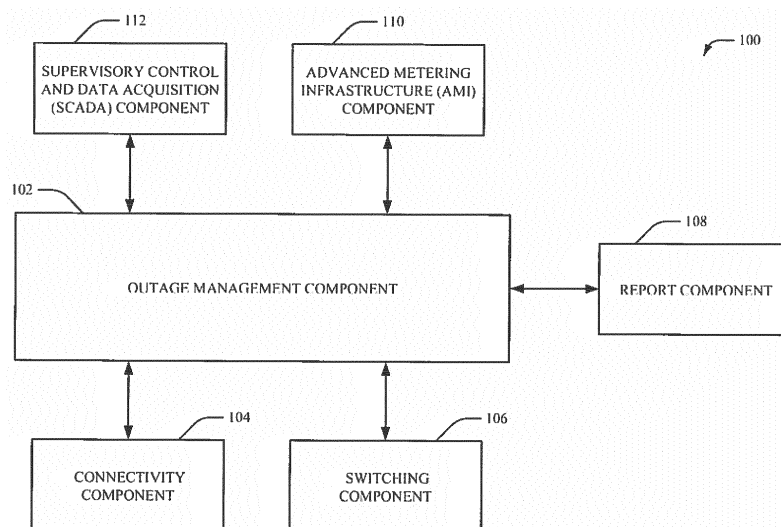 112
110
100
SUPERVISORY CONTROL
AND DATA ACQUISITION
(SCADA) COMPONENT
ADVANCED METERING
INFRASTRUCTURE (AMI)
COMPONENT
102
108
OUTAGE MANAGEMENT COMPONENT
REPORT COMPONENT
104
106
CONNECTIVITY
COMPONENT
SWITCHING
COMPONENT